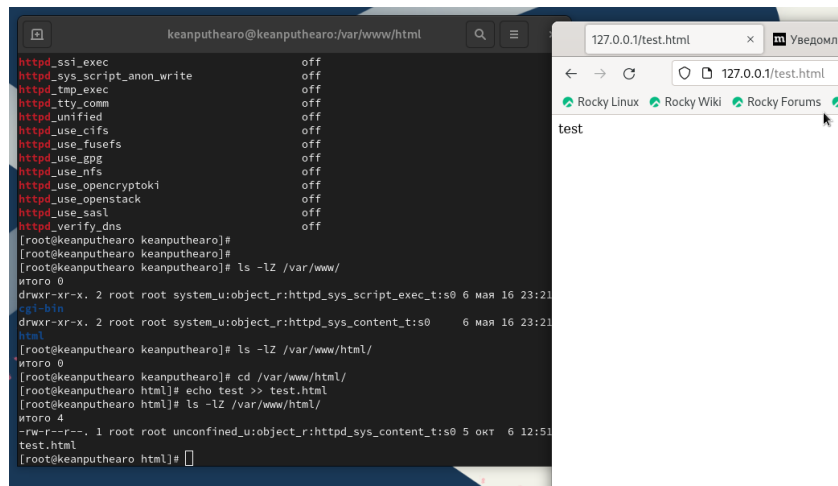 keanputhearo@keanputhearo:/var/www/html
httpd_ssi_exec off
httpd_sys_script_anon_write off
httpd_tmp_exec off
httpd_tty_comm off
httpd_unified off
httpd_use_cifs off
httpd_use_fusefs off
httpd_use_gpg off
httpd_use_nfs off
httpd_use_opencryptoki off
httpd_use_openstack off
httpd_use_sasl off
httpd_verify_dns off
[root@keanputhearo keanputhearo]#
[root@keanputhearo keanputhearo]#
[root@keanputhearo keanputhearo]# ls -lZ /var/www/
итого 0
drwxr-xr-x. 2 root root system_u:object_r:httpd_sys_script_exec_t:s0 6 мая 16 23:21
cgi-bin
drwxr-xr-x. 2 root root system_u:object_r:httpd_sys_content_t:s0 6 мая 16 23:21
html
[root@keanputhearo keanputhearo]# ls -lZ /var/www/html/
итого 0
[root@keanputhearo keanputhearo]# cd /var/www/html/
[root@keanputhearo html]# echo test >> test.html
[root@keanputhearo html]# ls -lZ /var/www/html/
итого 4
-rw-r--r--. 1 root root unconfined_u:object_r:httpd_sys_content_t:s0 5 окт 6 12:51
test.html
[root@keanputhearo html]#
127.0.0.1/test.html × m Уведомл
127.0.0.1/test.html
Rocky Linux Rocky Wiki Rocky Forums
test